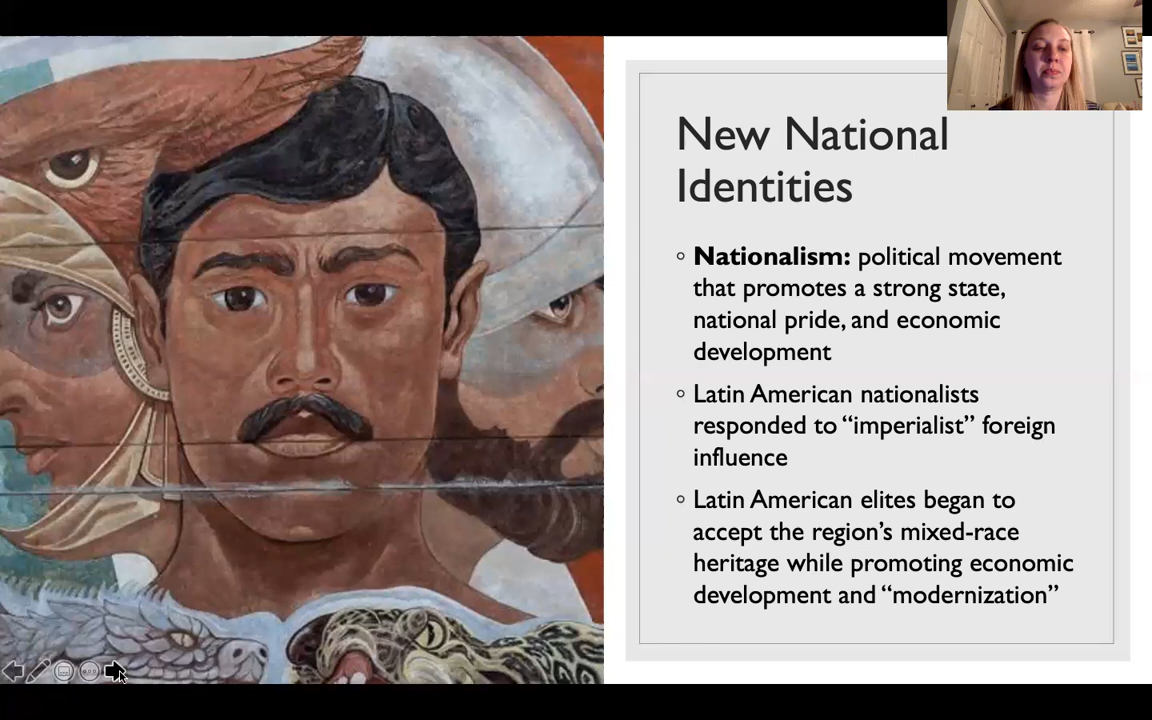 New National
Identities
◦ Nationalism: political movement
that promotes a strong state,
national pride, and economic
development
◦ Latin American nationalists
responded to “imperialist” foreign
influence
◦ Latin American elites began to
accept the region’s mixed-race
heritage while promoting economic
development and “modernization”